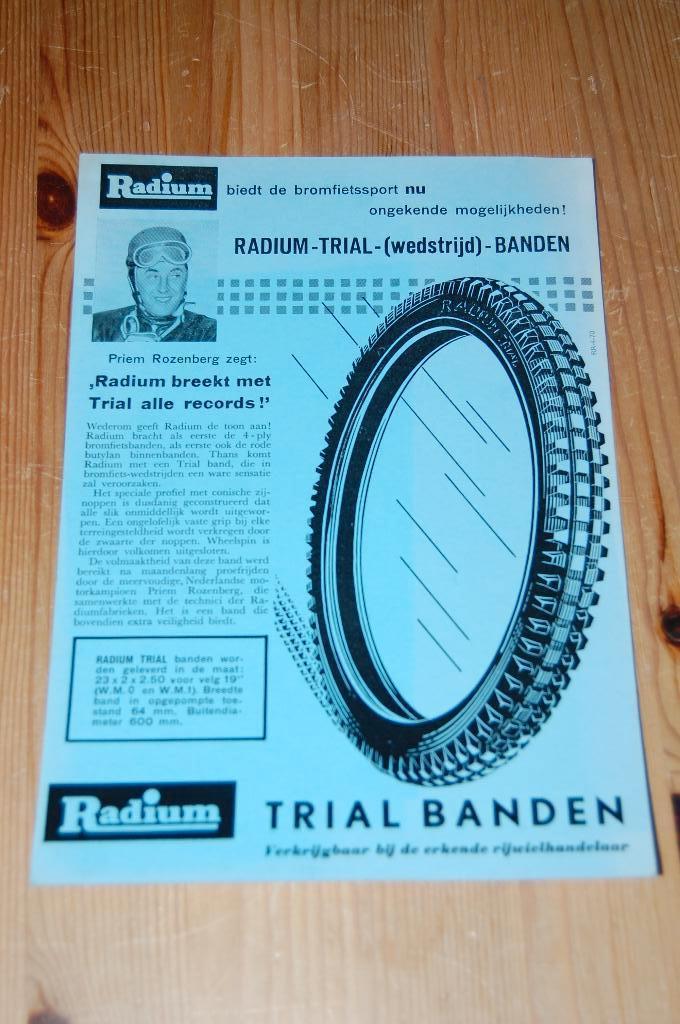 Radium biedt de bromfietssport nu
ongekende mogelijkheden!
RADIUM-TRIAL-(wedstrijd)-BANDEN
RADIUM TRIAL
RR-4-70
Priem Rozenberg zegt:
„Radium breekt met
Trial alle records!”
Wederom geeft Radium de toon aan!
Radium bracht als eerste de 4-ply
bromfietsbanden, als eerste ook de rode
butylan binnenbanden. Thans komt
Radium met een Trial band, die in
bromfiets-wedstrijden een ware sensatie
zal veroorzaken.
Het speciale profiel met conische zij-
noppen is dusdanig geconstrueerd dat
alle slik onmiddellijk wordt uitgewor-
pen. Een ongelofelijk vaste grip bij elke
terreingesteldheid wordt verkregen door
de zwaarte der noppen. Wheelspin is
hierdoor volkomen uitgesloten.
De volmaaktheid van deze band werd
bereikt na maandenlang proefrijden
door de meervoudige, Nederlandse mo-
torkampioen Priem Rozenberg, die
samenwerkte met de technici der Ra-
diumfabrieken. Het is een band die
bovendien extra veiligheid biedt.
RADIUM TRIAL banden wor-
den geleverd in de maat:
23 x 2 x 2.50 voor velg 19"
(W.M. 0 en W.M.1). Breedte
band in opgepompte toe-
stand 64 mm. Buitendia-
meter 600 mm.
Radium TRIAL BANDEN
Verkrijgbaar bij de erkende rijwielhandelaar